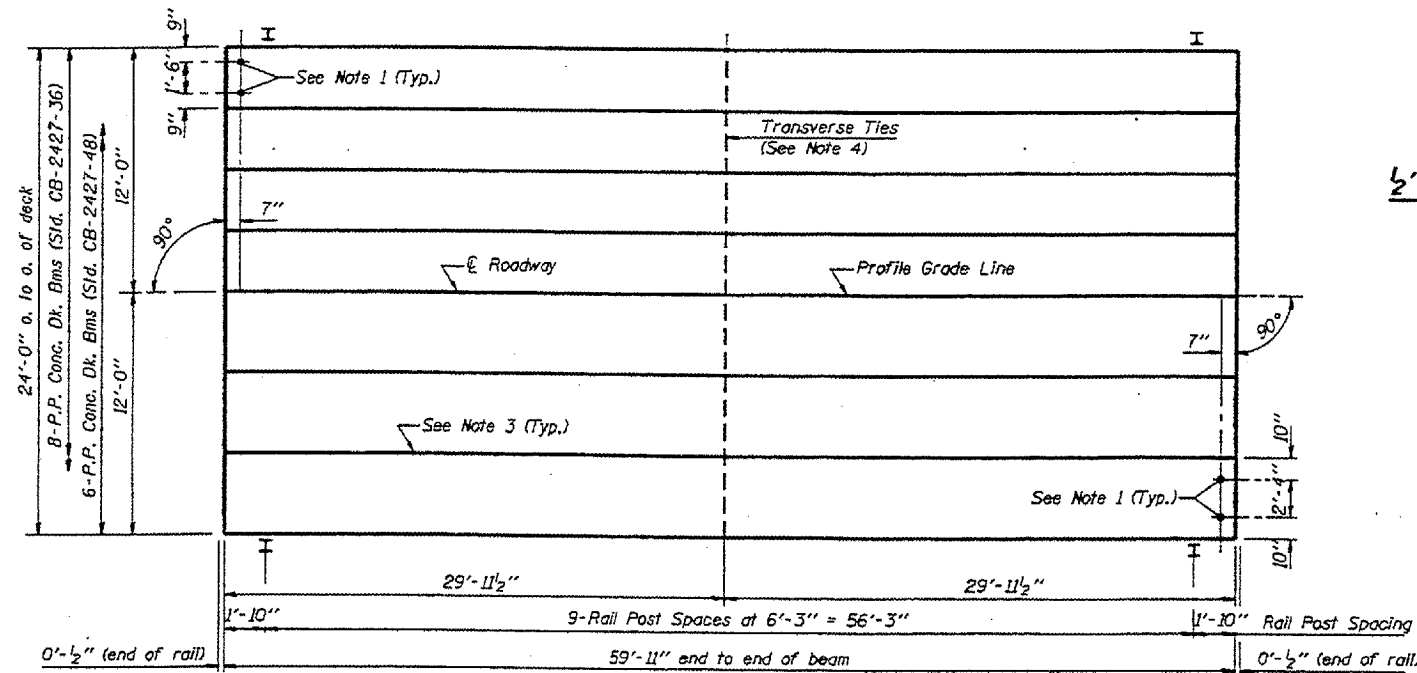 9"
1'-6"
9"
See Note 1 (Typ.)
24'-0" o. to o. of deck
8-P.P. Conc. Dk. Bms (Std. CB-2427-36)
6-P.P. Conc. Dk. Bms (Std. CB-2427-48)
12'-0"
12'-0"
90°
7"
Transverse Ties
(See Note 4)
½"
℄ Roadway
Profile Grade Line
7"
90°
See Note 3 (Typ.)
10"
2'-4"
10"
See Note 1 (Typ.)
29'-11½"
29'-11½"
1'-10"
9-Rail Post Spaces at 6'-3" = 56'-3"
1'-10"
Rail Post Spacing
0'-½" (end of rail)
59'-11" end to end of beam
0'-½" (end of rail)